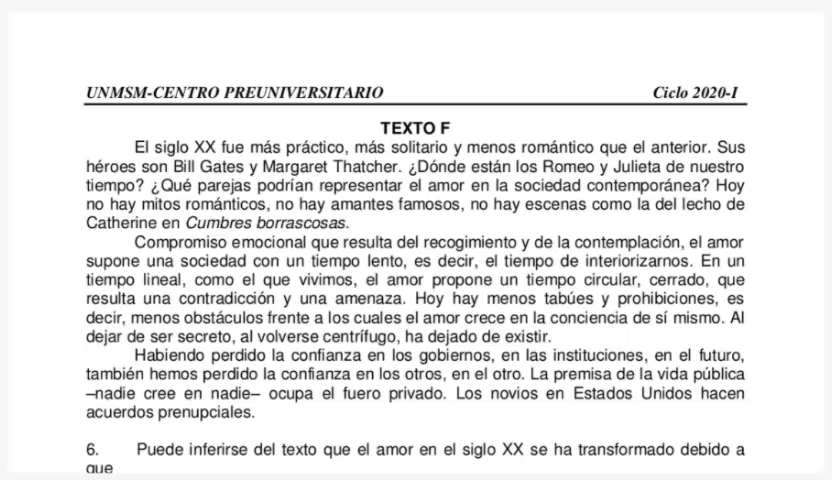 UNMSM-CENTRO PREUNIVERSITARIO Ciclo 2020-I
TEXTO F
El siglo XX fue más práctico, más solitario y menos romántico que el anterior. Sus
héroes son Bill Gates y Margaret Thatcher. ¿Dónde están los Romeo y Julieta de nuestro
tiempo? ¿Qué parejas podrían representar el amor en la sociedad contemporánea? Hoy
no hay mitos románticos, no hay amantes famosos, no hay escenas como la del lecho de
Catherine en Cumbres borrascosas.
Compromiso emocional que resulta del recogimiento y de la contemplación, el amor
supone una sociedad con un tiempo lento, es decir, el tiempo de interiorizarnos. En un
tiempo lineal, como el que vivimos, el amor propone un tiempo circular, cerrado, que
resulta una contradicción y una amenaza. Hoy hay menos tabúes y prohibiciones, es
decir, menos obstáculos frente a los cuales el amor crece en la conciencia de sí mismo. Al
dejar de ser secreto, al volverse centrífugo, ha dejado de existir.
Habiendo perdido la confianza en los gobiernos, en las instituciones, en el futuro,
también hemos perdido la confianza en los otros, en el otro. La premisa de la vida pública
–nadie cree en nadie– ocupa el fuero privado. Los novios en Estados Unidos hacen
acuerdos prenupciales.
6. Puede inferirse del texto que el amor en el siglo XX se ha transformado debido a
que